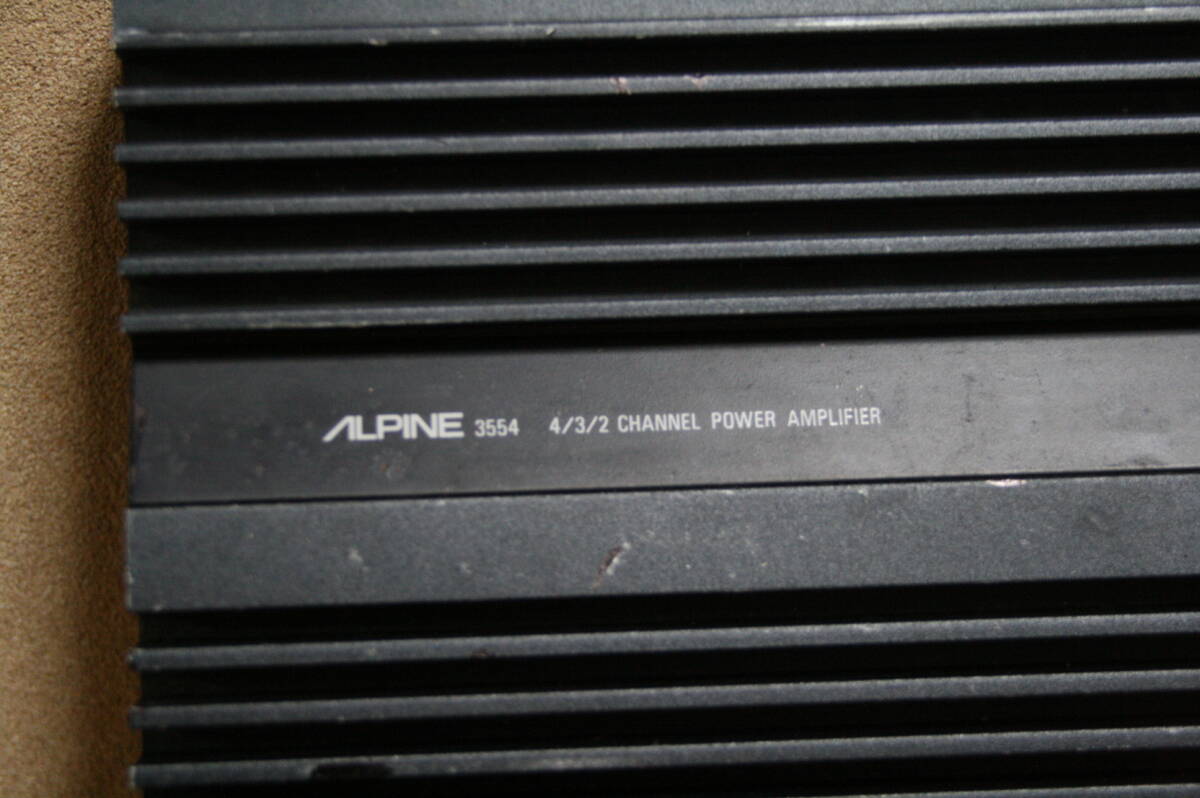 ALPINE 3554 4/3/2 CHANNEL POWER AMPLIFIER